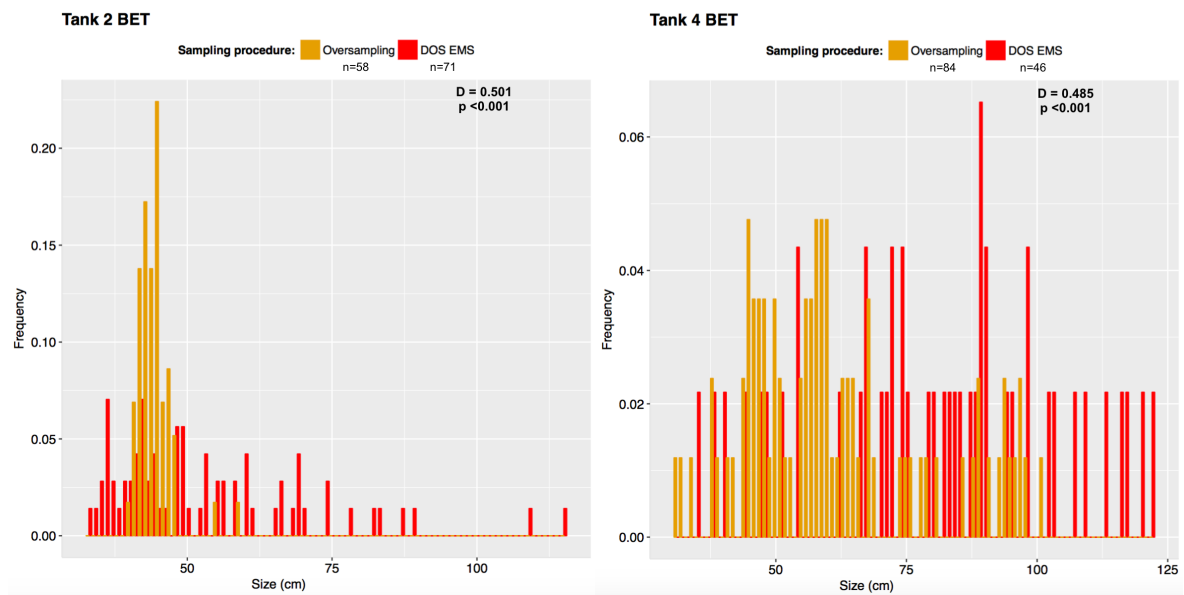 Tank 2 BET
Sampling procedure: Oversampling DOS EMS
n=58 n=71
D = 0.501
p <0.001
0.20
0.15
0.10
0.05
0.00
Frequency
50 75 100
Size (cm)
Tank 4 BET
Sampling procedure: Oversampling DOS EMS
n=84 n=46
D = 0.485
p <0.001
0.06
0.04
0.02
0.00
Frequency
50 75 100 125
Size (cm)